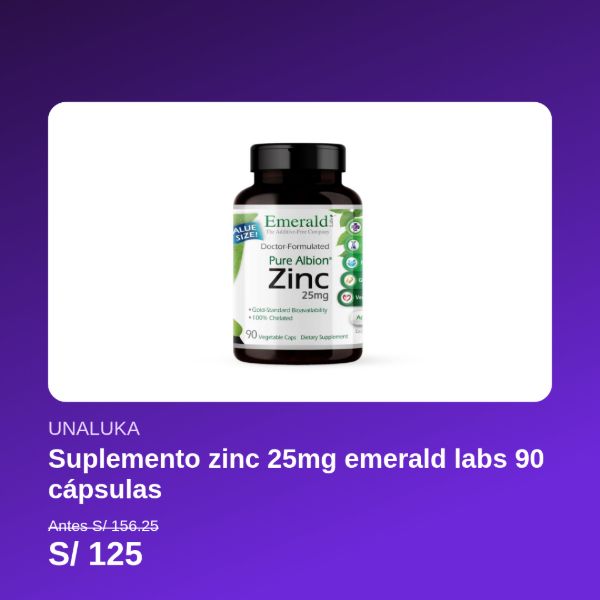 VALUE
SIZE!
Emerald Labs
The Additive-Free Company
Doctor-Formulated
Pure Albion®
Zinc
25mg
• Gold-Standard Bioavailability
• 100% Chelated
90 Vegetable Caps Dietary Supplement
UNALUKA
Suplemento zinc 25mg emerald labs 90
cápsulas
Antes S/ 156.25
S/ 125